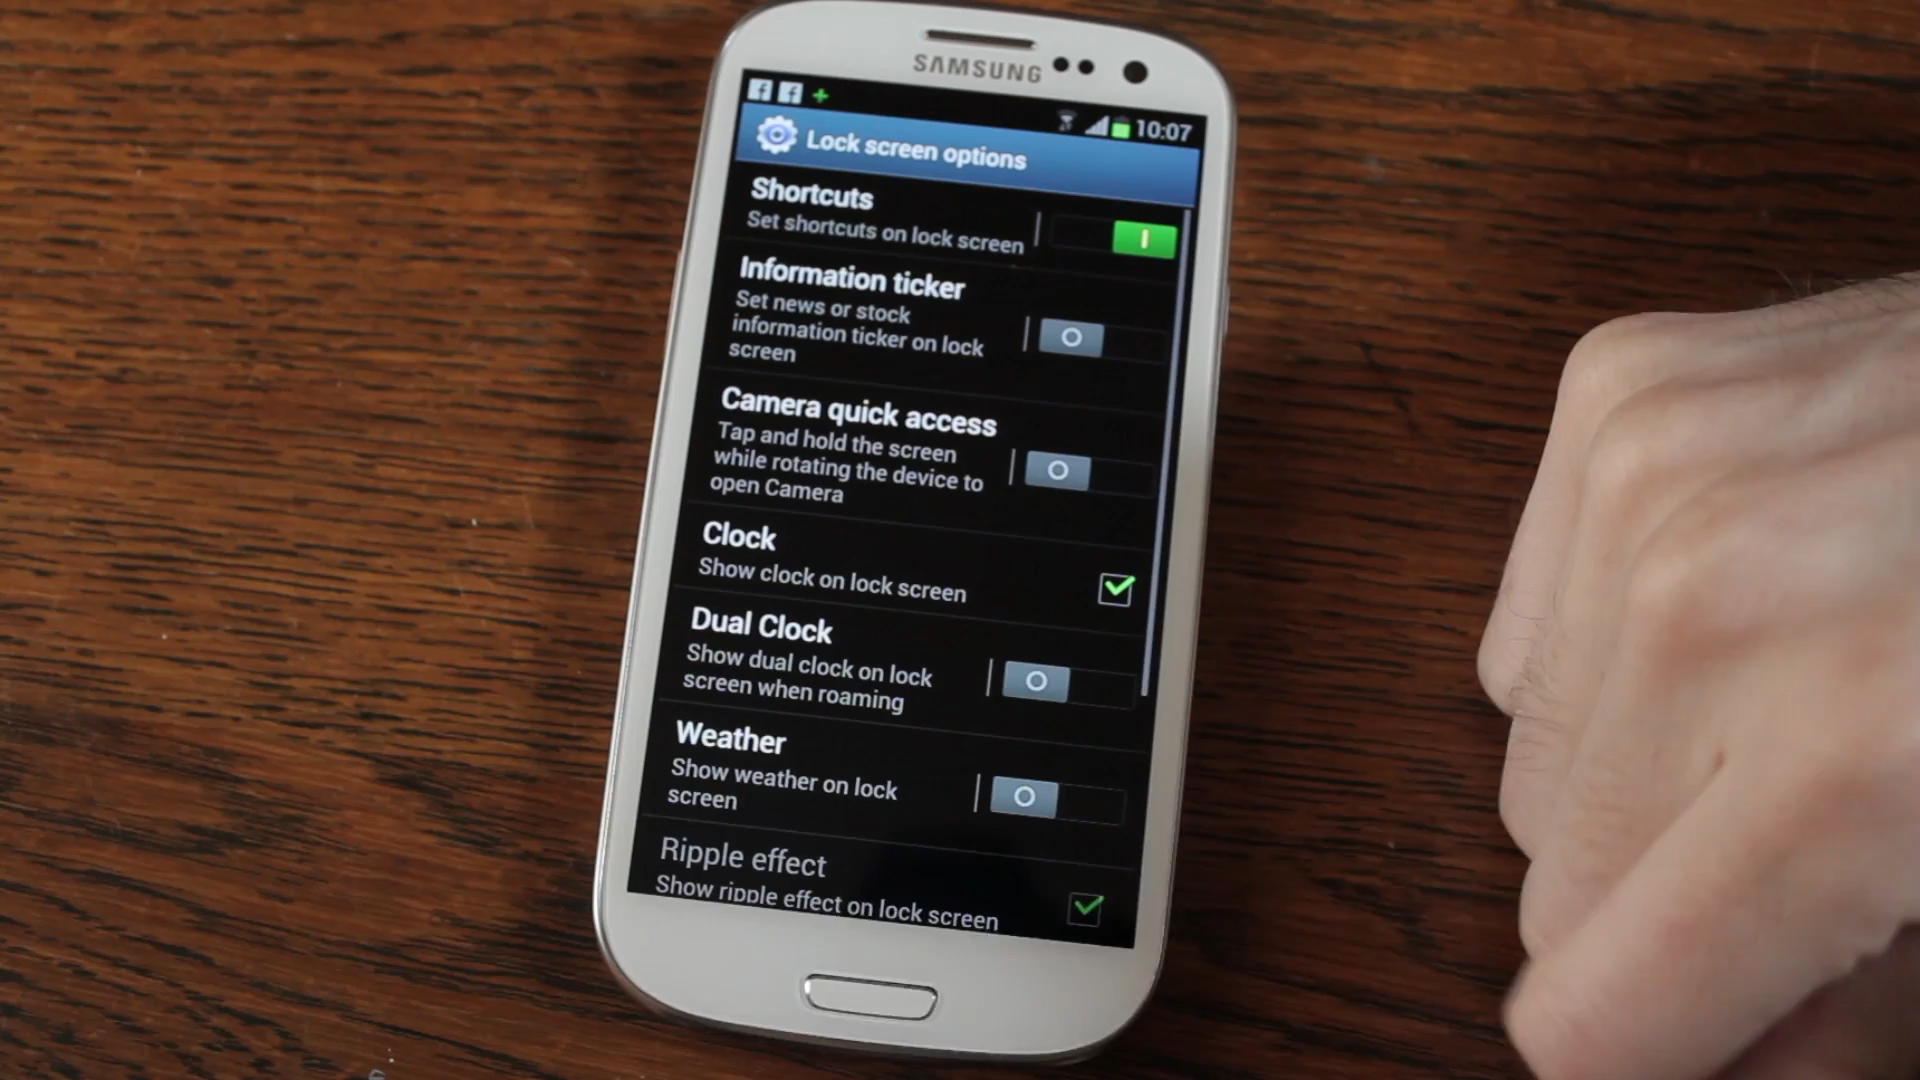 SAMSUNG
10:07
Lock screen options
Shortcuts
Set shortcuts on lock screen
Information ticker
Set news or stock
information ticker on lock
screen
Camera quick access
Tap and hold the screen
while rotating the device to
open Camera
Clock
Show clock on lock screen
Dual Clock
Show dual clock on lock
screen when roaming
Weather
Show weather on lock
screen
Ripple effect
Show ripple effect on lock screen